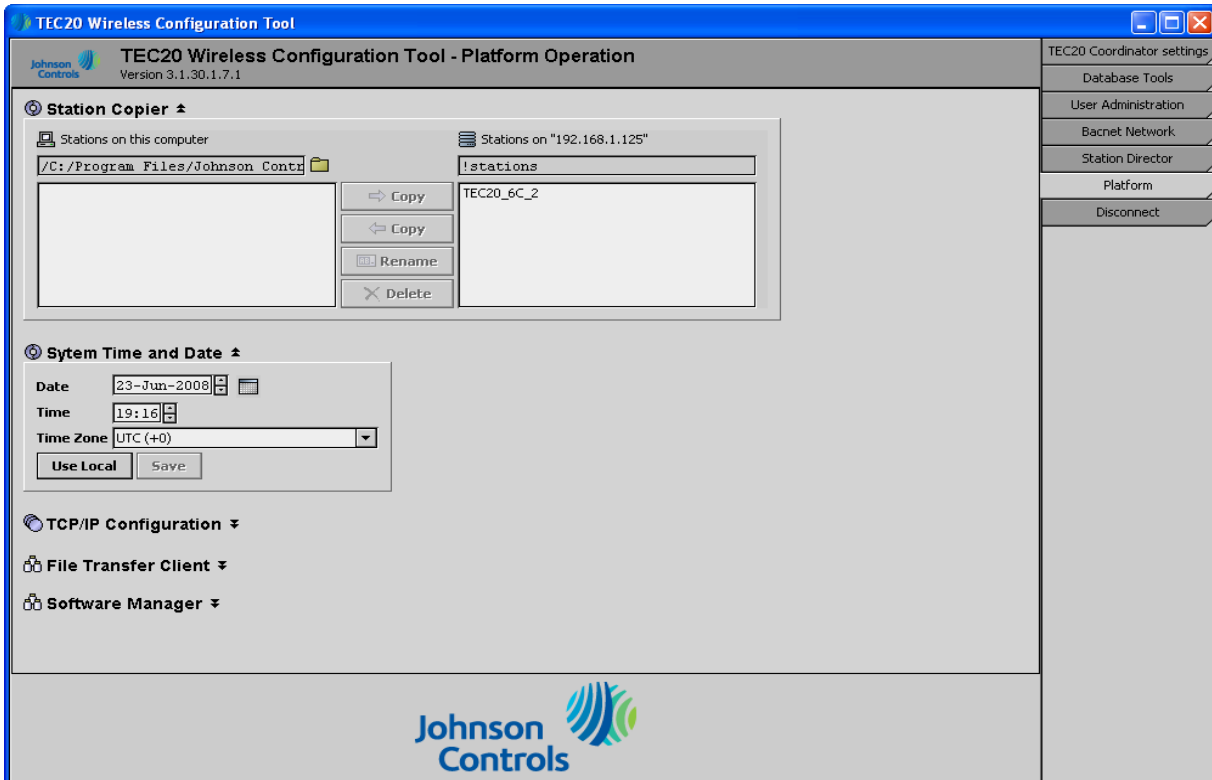 TEC20 Wireless Configuration Tool
Johnson
Controls
TEC20 Wireless Configuration Tool - Platform Operation
Version 3.1.30.1.7.1
TEC20 Coordinator settings
Database Tools
User Administration
Bacnet Network
Station Director
Platform
Disconnect
Station Copier
Stations on this computer
Stations on "192.168.1.125"
/C:/Program Files/Johnson Contr
!stations
TEC20_6C_2
Copy
Copy
Rename
Delete
Sytem Time and Date
Date 23-Jun-2008
Time 19:16
Time Zone UTC (+0)
Use Local Save
TCP/IP Configuration
File Transfer Client
Software Manager
Johnson
Controls